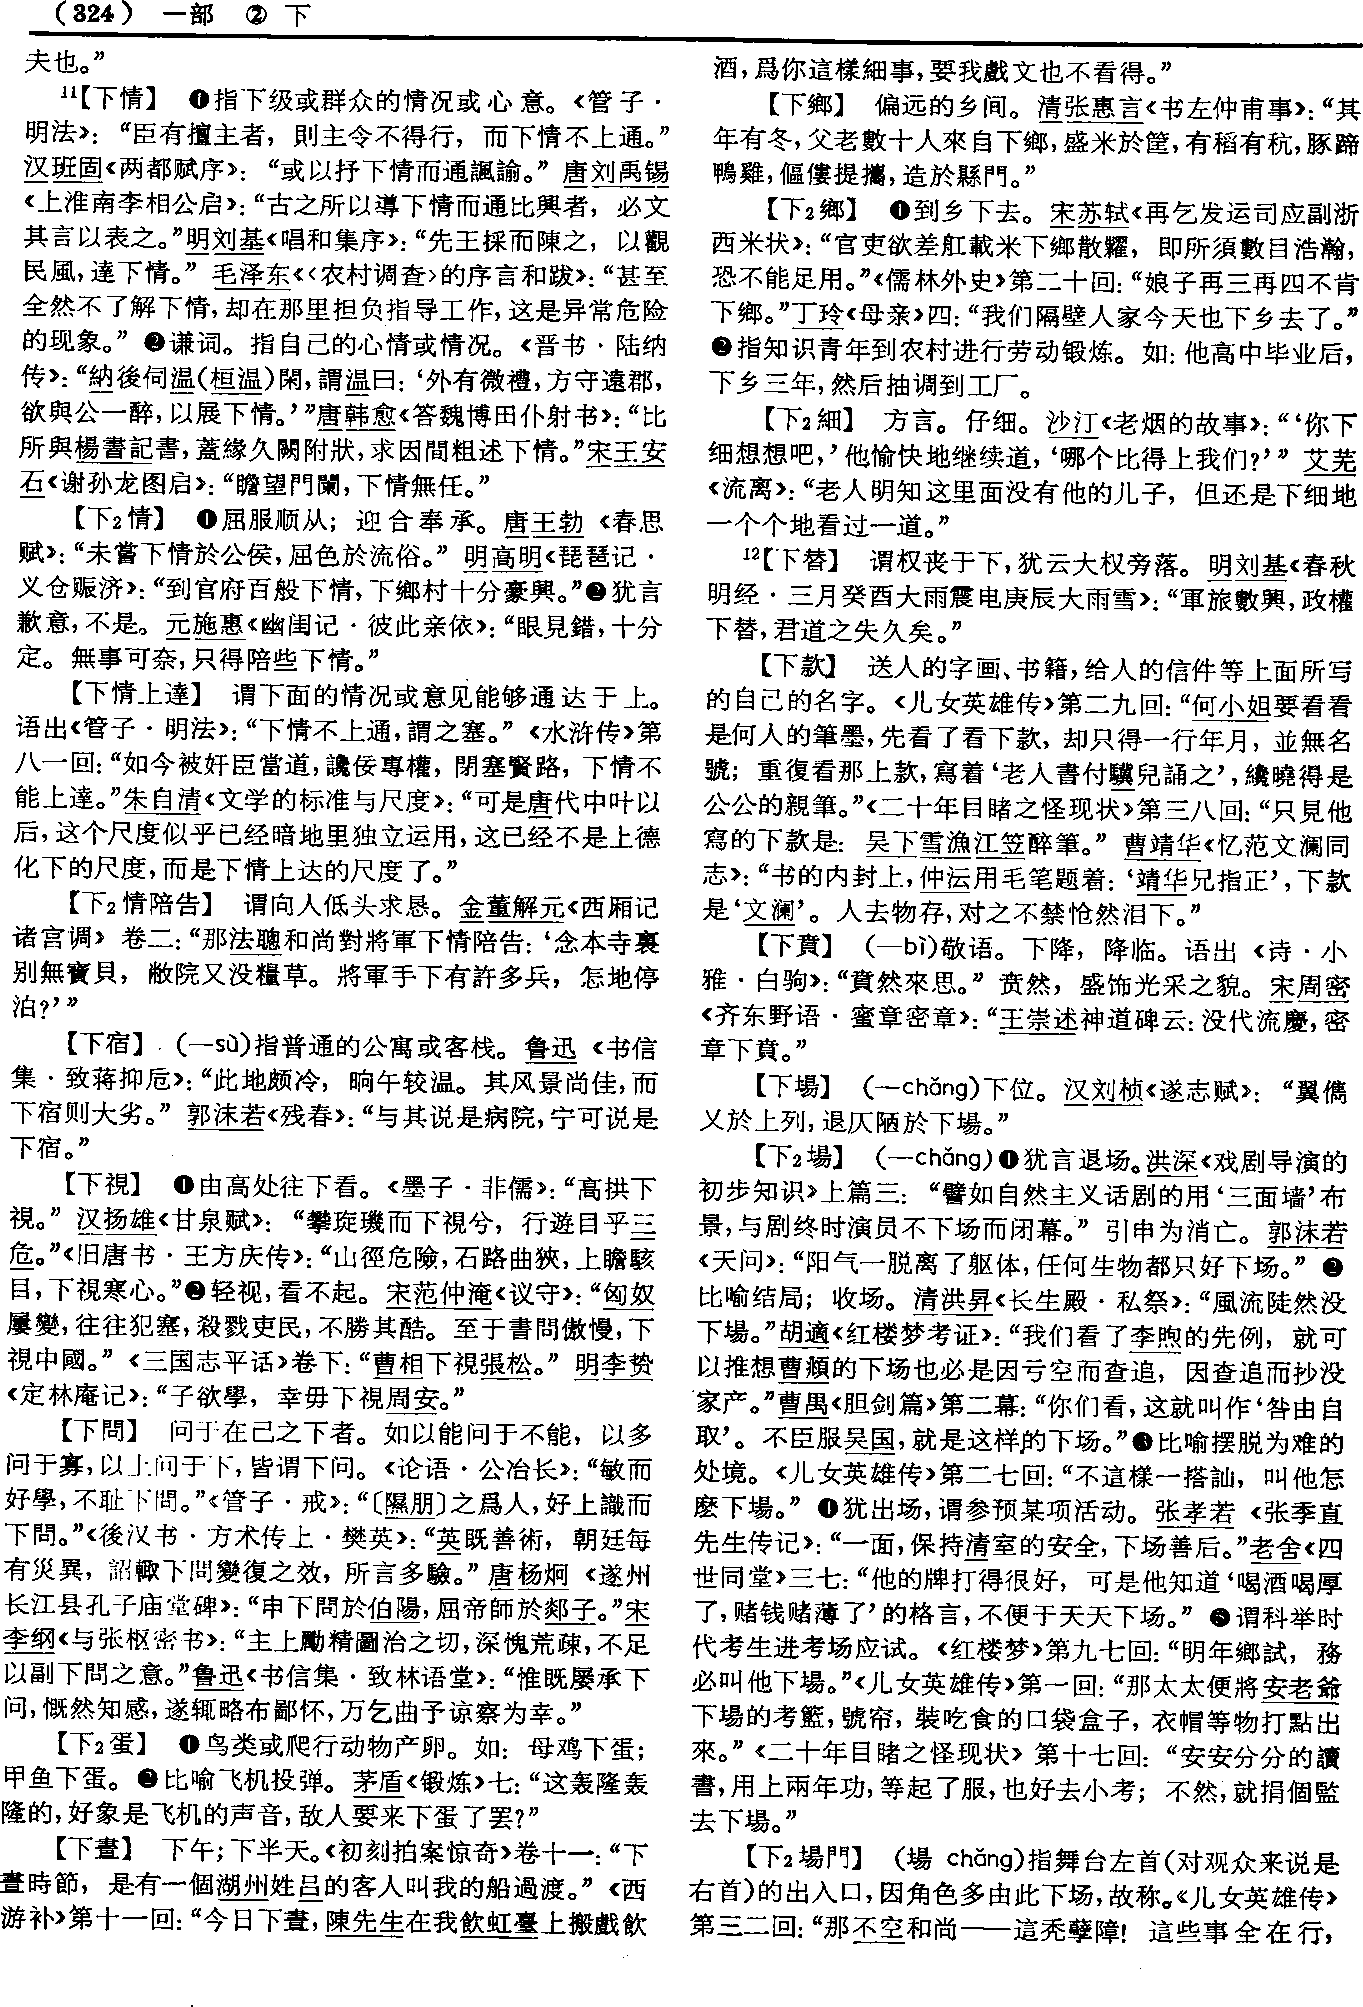 （324） 一部 ② 下
夫也。”
¹¹【下情】 ❶指下级或群众的情况或心意。《管子·
明法》：“臣有擅主者，則主令不得行，而下情不上通。”
汉班固《两都赋序》：“或以抒下情而通諷諭。”唐刘禹锡
《上淮南李相公启》：“古之所以導下情而通比興者，必文
其言以表之。”明刘基《唱和集序》：“先王採而陳之，以觀
民風，達下情。”毛泽东《〈农村调查〉的序言和跋》：“甚至
全然不了解下情，却在那里担负指导工作，这是异常危险
的现象。”❷谦词。指自己的心情或情况。《晋书·陆纳
传》：“納後伺温（桓温）閑，謂温曰：‘外有微禮，方守遠郡，
欲與公一醉，以展下情。’”唐韩愈《答魏博田仆射书》：“比
所與楊書記書，蓋緣久闕附狀，求因間粗述下情。”宋王安
石《谢孙龙图启》：“瞻望門闌，下情無任。”
【下₂情】 ❶屈服顺从；迎合奉承。唐王勃《春思
赋》：“未嘗下情於公侯，屈色於流俗。”明高明《琵琶记·
义仓赈济》：“到官府百般下情，下鄉村十分豪興。”❷犹言
歉意，不是。元施惠《幽闺记·彼此亲依》：“眼見錯，十分
定。無事可奈，只得陪些下情。”
【下情上達】 谓下面的情况或意见能够通达于上。
语出《管子·明法》：“下情不上通，謂之塞。”《水浒传》第
八一回：“如今被奸臣當道，讒佞專權，閉塞賢路，下情不
能上達。”朱自清《文学的标准与尺度》：“可是唐代中叶以
后，这个尺度似乎已经暗地里独立运用，这已经不是上德
化下的尺度，而是下情上达的尺度了。”
【下₂情陪告】 谓向人低头求恳。金董解元《西厢记
诸宫调》卷二：“那法聰和尚對將軍下情陪告：‘念本寺裏
别無寳貝，敝院又没糧草。將軍手下有許多兵，怎地停
泊？’”
【下宿】 （—sù）指普通的公寓或客栈。鲁迅《书信
集·致蒋抑卮》：“此地颇冷，晌午较温。其风景尚佳，而
下宿则大劣。”郭沫若《残春》：“与其说是病院，宁可说是
下宿。”
【下視】 ❶由高处往下看。《墨子·非儒》：“高拱下
視。”汉扬雄《甘泉赋》：“攀琁璣而下視兮，行遊目乎三
危。”《旧唐书·王方庆传》：“山徑危險，石路曲狹，上瞻駭
目，下視寒心。”❷轻视，看不起。宋范仲淹《议守》：“匈奴
屢變，往往犯塞，殺戮吏民，不勝其酷。至于書問傲慢，下
視中國。”《三国志平话》卷下：“曹相下視張松。”明李贽
《定林庵记》：“子欲學，幸毋下視周安。”
【下問】 问于在己之下者。如以能问于不能，以多
问于寡，以上问于下，皆谓下问。《论语·公冶长》：“敏而
好學，不耻下問。”《管子·戒》：“〔隰朋〕之爲人，好上識而
下問。”《後汉书·方术传上·樊英》：“英既善術，朝廷每
有災異，詔輒下問變復之效，所言多驗。”唐杨炯《遂州
长江县孔子庙堂碑》：“申下問於伯陽，屈帝師於郯子。”宋
李纲《与张枢密书》：“主上勵精圖治之切，深愧荒疎，不足
以副下問之意。”鲁迅《书信集·致林语堂》：“惟既屡承下
问，慨然知感，遂辄略布鄙怀，万乞曲予谅察为幸。”
【下₂蛋】 ❶鸟类或爬行动物产卵。如：母鸡下蛋；
甲鱼下蛋。❷比喻飞机投弹。茅盾《锻炼》七：“这轰隆轰
隆的，好象是飞机的声音，敌人要来下蛋了罢？”
【下晝】 下午；下半天。《初刻拍案惊奇》卷十一：“下
晝時節，是有一個湖州姓吕的客人叫我的船過渡。”《西
游补》第十一回：“今日下晝，陳先生在我飲虹臺上搬戲飲
酒，爲你這樣細事，要我戲文也不看得。”
【下鄉】 偏远的乡间。清张惠言《书左仲甫事》：“其
年有冬，父老數十人來自下鄉，盛米於筐，有稻有秔，豚蹄
鴨雞，傴僂提攜，造於縣門。”
【下₂鄉】 ❶到乡下去。宋苏轼《再乞发运司应副浙
西米状》：“官吏欲差舡載米下鄉散糶，即所須數目浩瀚，
恐不能足用。”《儒林外史》第二十回：“娘子再三再四不肯
下鄉。”丁玲《母亲》四：“我们隔壁人家今天也下乡去了。”
❷指知识青年到农村进行劳动锻炼。如：他高中毕业后，
下乡三年，然后抽调到工厂。
【下₂細】 方言。仔细。沙汀《老烟的故事》：“‘你下
细想想吧，’他愉快地继续道，‘哪个比得上我们？’”艾芜
《流离》：“老人明知这里面没有他的儿子，但还是下细地
一个个地看过一道。”
¹²【下替】 谓权丧于下，犹云大权旁落。明刘基《春秋
明经·三月癸酉大雨震电庚辰大雨雪》：“軍旅數興，政權
下替，君道之失久矣。”
【下款】 送人的字画、书籍，给人的信件等上面所写
的自己的名字。《儿女英雄传》第二九回：“何小姐要看看
是何人的筆墨，先看了看下款，却只得一行年月，並無名
號；重復看那上款，寫着‘老人書付驥兒誦之’，纔曉得是
公公的親筆。”《二十年目睹之怪现状》第三八回：“只見他
寫的下款是：吴下雪漁江笠醉筆。”曹靖华《忆范文澜同
志》：“书的内封上，仲沄用毛笔题着：‘靖华兄指正’，下款
是‘文澜’。人去物存，对之不禁怆然泪下。”
【下賁】 （—bì）敬语。下降，降临。语出《诗·小
雅·白驹》：“賁然來思。”贲然，盛饰光采之貌。宋周密
《齐东野语·蜜章密章》：“王崇述神道碑云：没代流慶，密
章下賁。”
【下場】 （—chǎng）下位。汉刘桢《遂志赋》：“翼儁
乂於上列，退仄陋於下場。”
【下₂場】 （—chǎng）❶犹言退场。洪深《戏剧导演的
初步知识》上篇三：“譬如自然主义话剧的用‘三面墙’布
景，与剧终时演员不下场而闭幕。”引申为消亡。郭沫若
《天问》：“阳气一脱离了躯体，任何生物都只好下场。”❷
比喻结局；收场。清洪昇《长生殿·私祭》：“風流陡然没
下場。”胡適《红楼梦考证》：“我们看了李煦的先例，就可
以推想曹頫的下场也必是因亏空而查追，因查追而抄没
家产。”曹禺《胆剑篇》第二幕：“你们看，这就叫作‘咎由自
取’。不臣服吴国，就是这样的下场。”❸比喻摆脱为难的
处境。《儿女英雄传》第二七回：“不這樣一搭訕，叫他怎
麽下場。”❹犹出场，谓参预某项活动。张孝若《张季直
先生传记》：“一面，保持清室的安全，下场善后。”老舍《四
世同堂》三七：“他的牌打得很好，可是他知道‘喝酒喝厚
了，赌钱赌薄了’的格言，不便于天天下场。”❺谓科举时
代考生进考场应试。《红楼梦》第九七回：“明年鄉試，務
必叫他下場。”《儿女英雄传》第一回：“那太太便將安老爺
下場的考籃，號帘，裝吃食的口袋盒子，衣帽等物打點出
來。”《二十年目睹之怪现状》第十七回：“安安分分的讀
書，用上兩年功，等起了服，也好去小考；不然，就捐個監
去下場。”
【下₂場門】 （場 chǎng）指舞台左首（对观众来说是
右首）的出入口，因角色多由此下场，故称。《儿女英雄传》
第三二回：“那不空和尚——這禿孽障！這些事全在行，